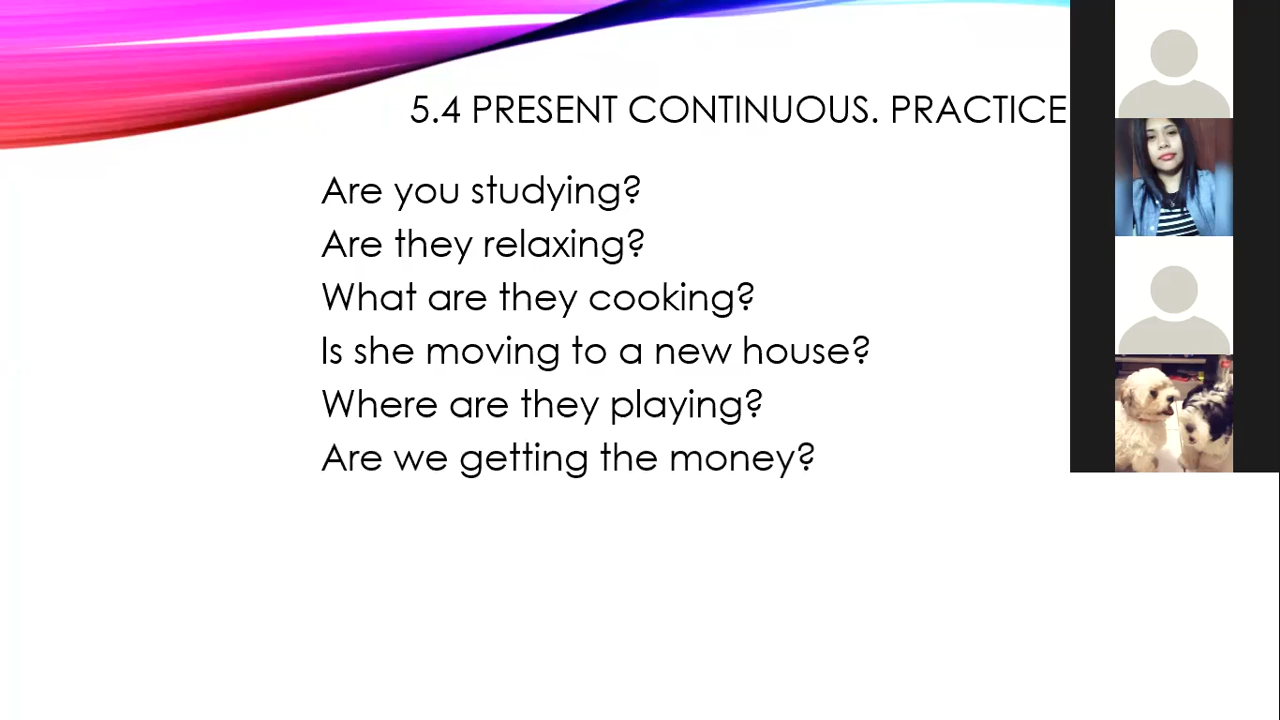 5.4 PRESENT CONTINUOUS. PRACTICE
Are you studying?
Are they relaxing?
What are they cooking?
Is she moving to a new house?
Where are they playing?
Are we getting the money?